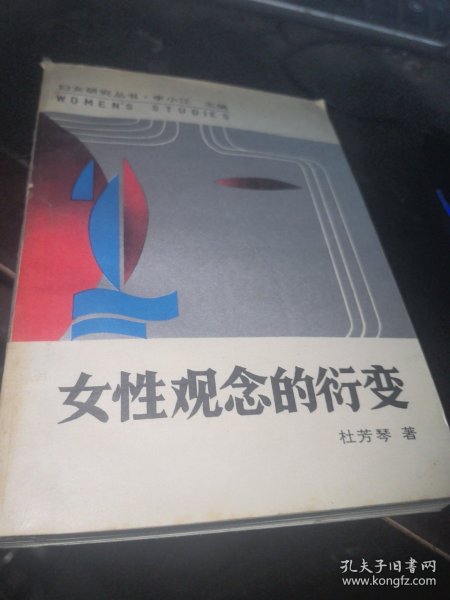 妇女研究丛书·李小江 主编
WOMEN'S STUDIES
女性观念的衍变
杜芳琴 著
孔夫子旧书网
www.kongfz.com